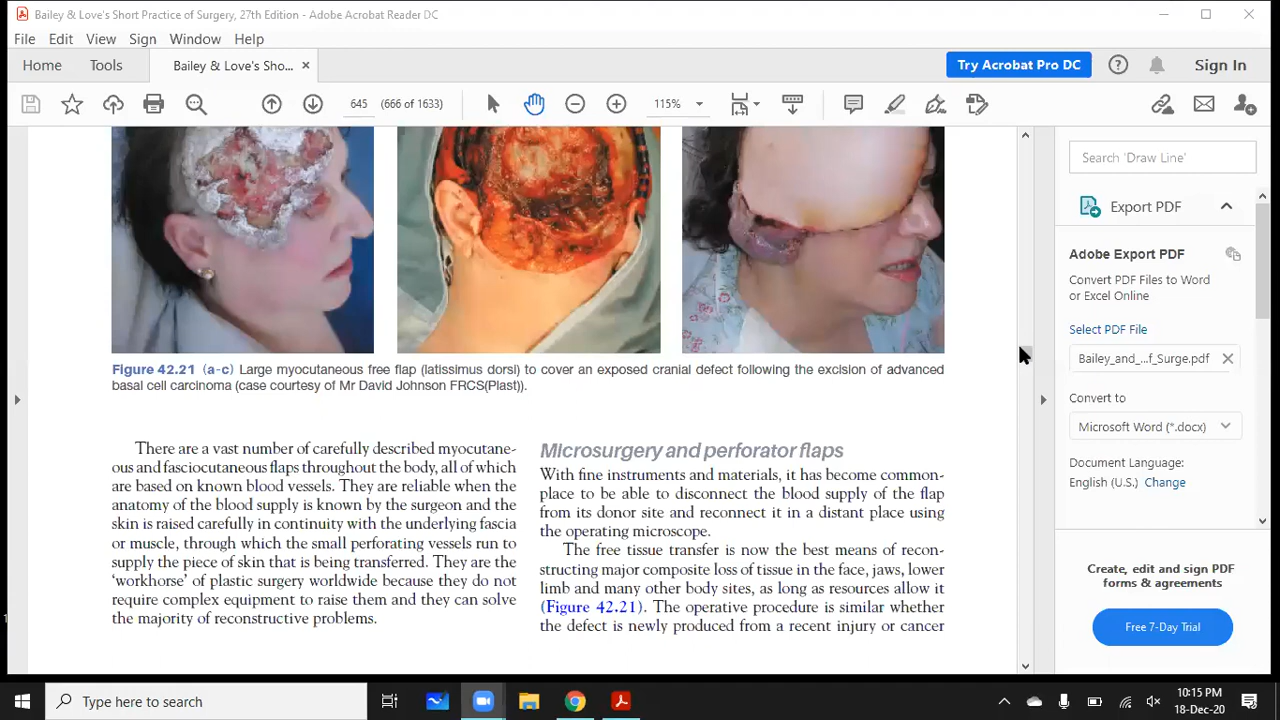 Bailey & Love's Short Practice of Surgery, 27th Edition - Adobe Acrobat Reader DC
File Edit View Sign Window Help
Home Tools Bailey & Love's Sho... × Try Acrobat Pro DC Sign In
645 (666 of 1633) 115%
Search 'Draw Line'
Export PDF
Adobe Export PDF
Convert PDF Files to Word
or Excel Online
Select PDF File
Bailey_and_...f_Surge.pdf
Convert to
Microsoft Word (*.docx)
Document Language:
English (U.S.) Change
Create, edit and sign PDF
forms & agreements
Free 7-Day Trial
Figure 42.21 (a-c) Large myocutaneous free flap (latissimus dorsi) to cover an exposed cranial defect following the excision of advanced
basal cell carcinoma (case courtesy of Mr David Johnson FRCS(Plast)).
There are a vast number of carefully described myocutane-
ous and fasciocutaneous flaps throughout the body, all of which
are based on known blood vessels. They are reliable when the
anatomy of the blood supply is known by the surgeon and the
skin is raised carefully in continuity with the underlying fascia
or muscle, through which the small perforating vessels run to
supply the piece of skin that is being transferred. They are the
'workhorse' of plastic surgery worldwide because they do not
require complex equipment to raise them and they can solve
the majority of reconstructive problems.
Microsurgery and perforator flaps
With fine instruments and materials, it has become common-
place to be able to disconnect the blood supply of the flap
from its donor site and reconnect it in a distant place using
the operating microscope.
The free tissue transfer is now the best means of recon-
structing major composite loss of tissue in the face, jaws, lower
limb and many other body sites, as long as resources allow it
(Figure 42.21). The operative procedure is similar whether
the defect is newly produced from a recent injury or cancer
Type here to search
10:15 PM
18-Dec-20